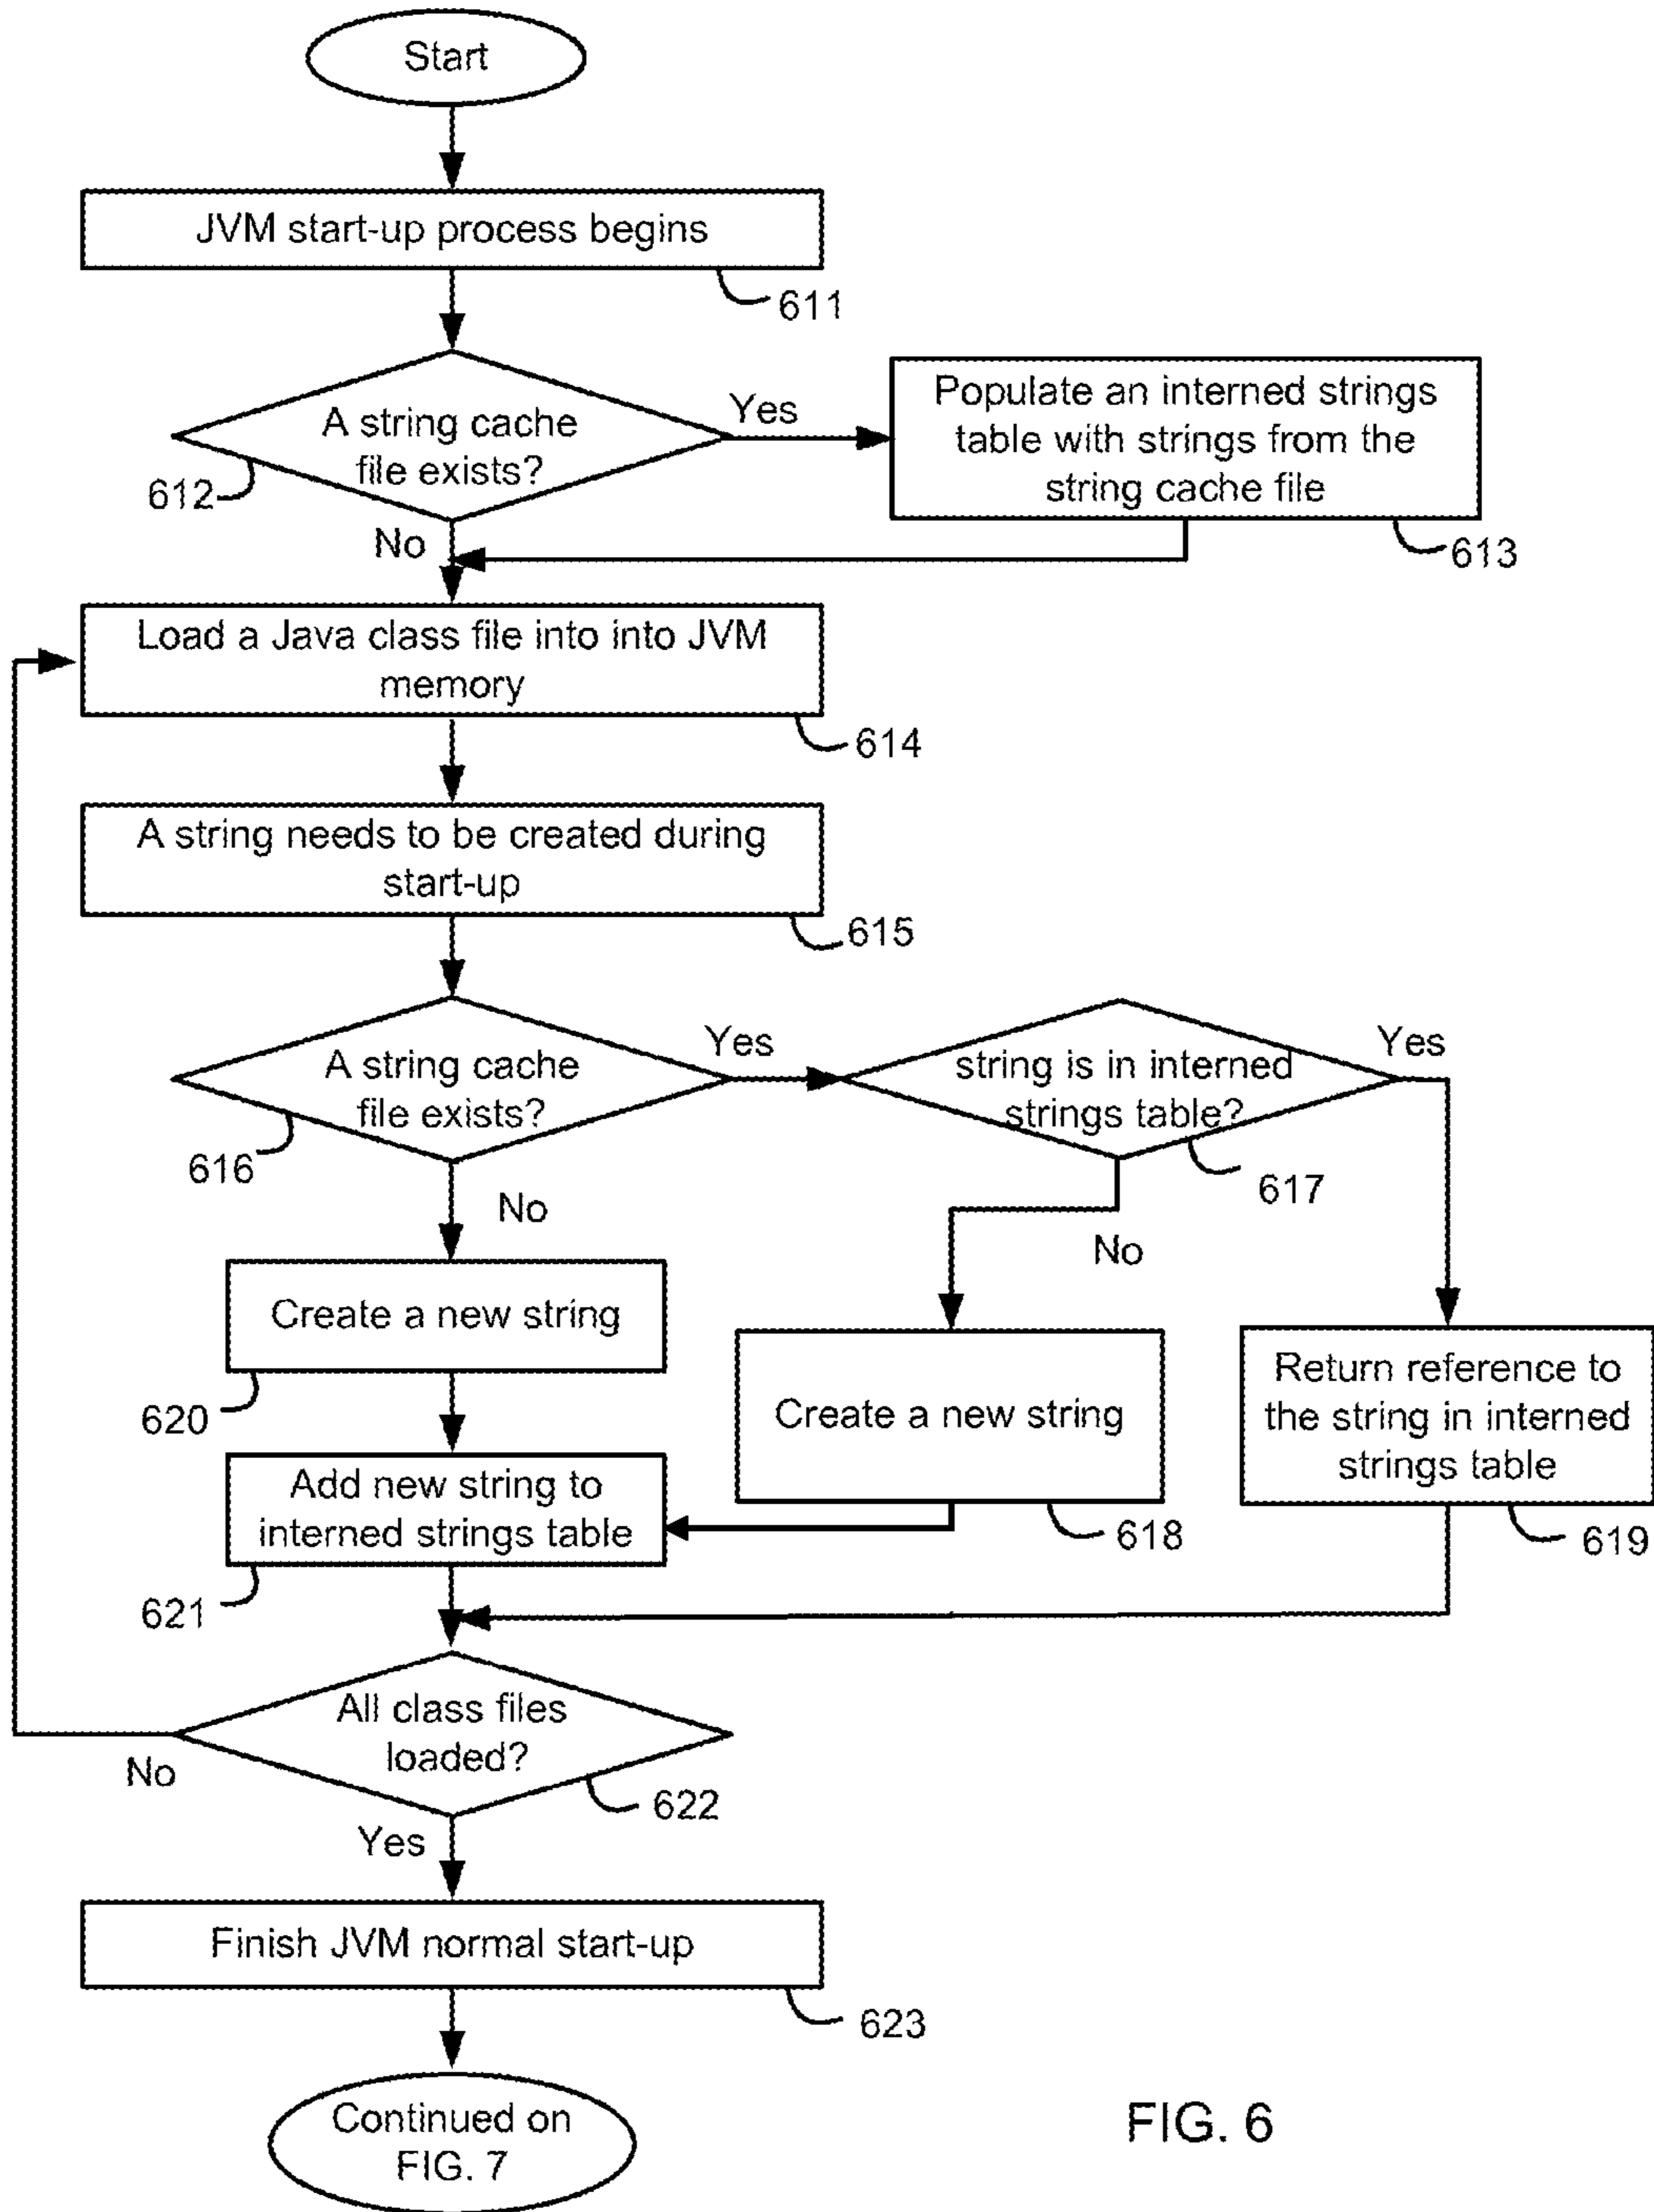 Start
JVM start-up process begins
611
A string cache
file exists?
612
Yes
No
Populate an interned strings
table with strings from the
string cache file
613
Load a Java class file into into JVM
memory
614
A string needs to be created during
start-up
615
A string cache
file exists?
616
Yes
No
string is in interned
strings table?
617
Yes
No
Create a new string
620
Create a new string
618
Return reference to
the string in interned
strings table
619
Add new string to
interned strings table
621
All class files
loaded?
622
No
Yes
Finish JVM normal start-up
623
Continued on
FIG. 7
FIG. 6